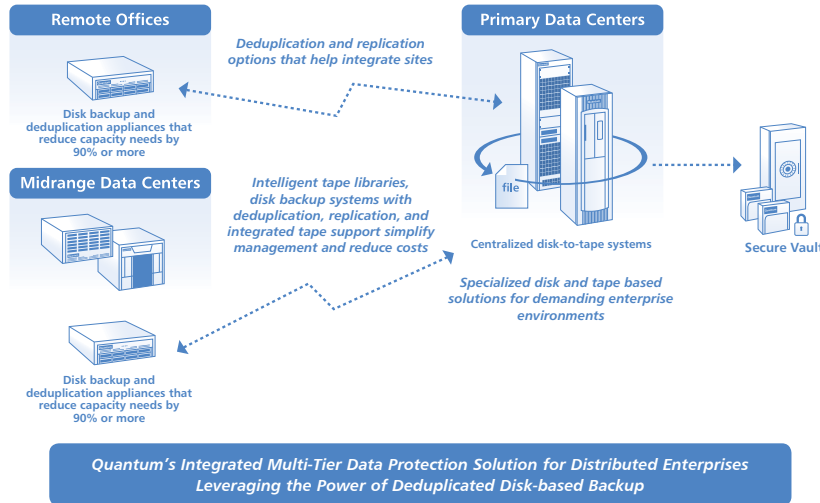 Remote Offices
Disk backup and
deduplication appliances that
reduce capacity needs by
90% or more
Deduplication and replication
options that help integrate sites
Primary Data Centers
file
Centralized disk-to-tape systems
Specialized disk and tape based
solutions for demanding enterprise
environments
Secure Vault
Midrange Data Centers
Intelligent tape libraries,
disk backup systems with
deduplication, replication, and
integrated tape support simplify
management and reduce costs
Disk backup and
deduplication appliances that
reduce capacity needs by
90% or more
Quantum’s Integrated Multi-Tier Data Protection Solution for Distributed Enterprises
Leveraging the Power of Deduplicated Disk-based Backup